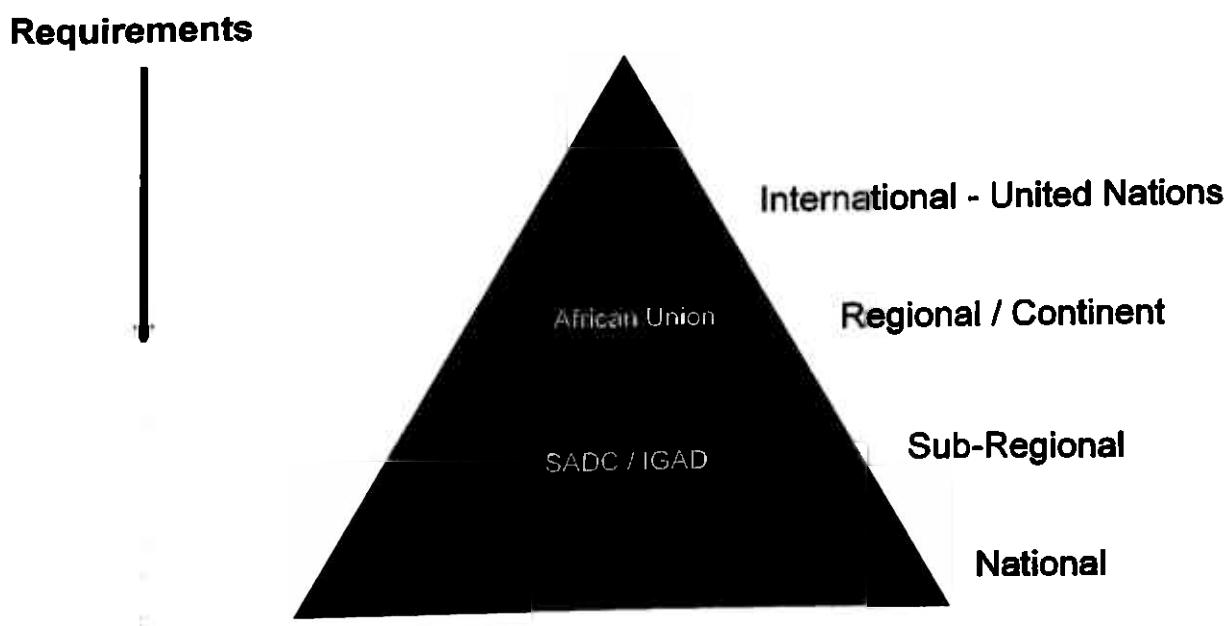 Requirements
International - United Nations
African Union
Regional / Continent
SADC / IGAD
Sub-Regional
National